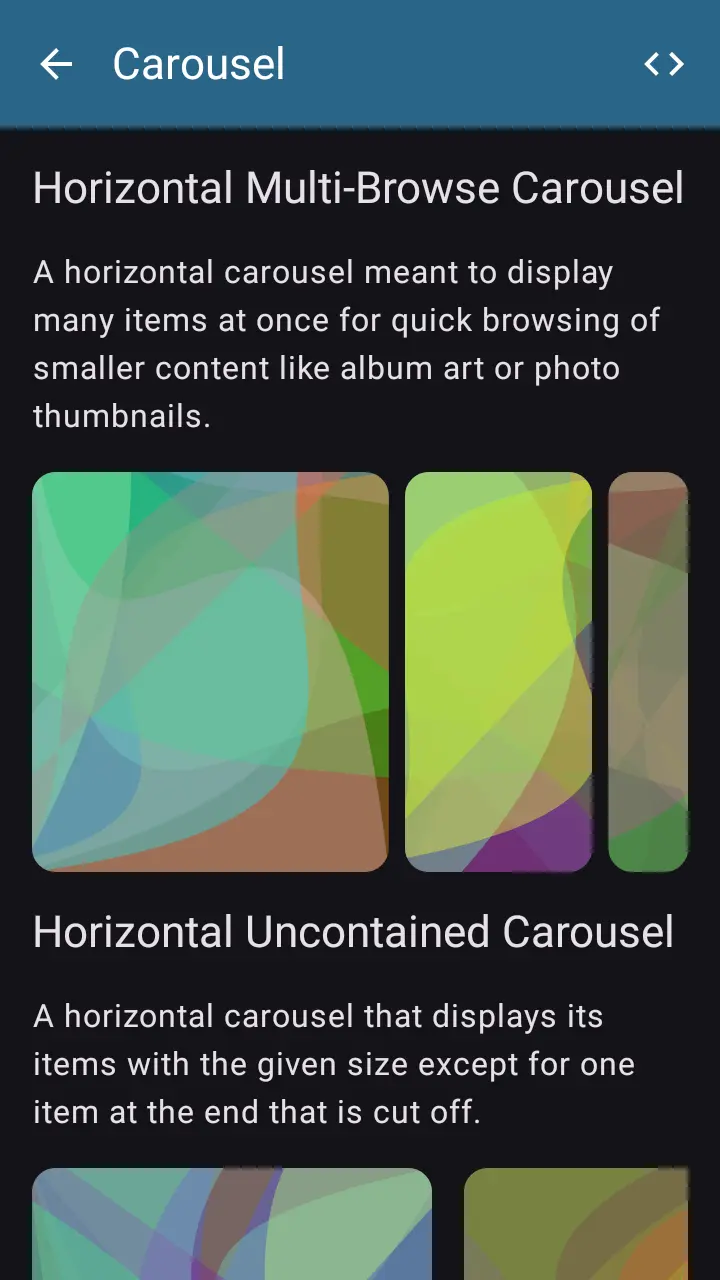 Carousel
Horizontal Multi-Browse Carousel
A horizontal carousel meant to display
many items at once for quick browsing of
smaller content like album art or photo
thumbnails.
Horizontal Uncontained Carousel
A horizontal carousel that displays its
items with the given size except for one
item at the end that is cut off.